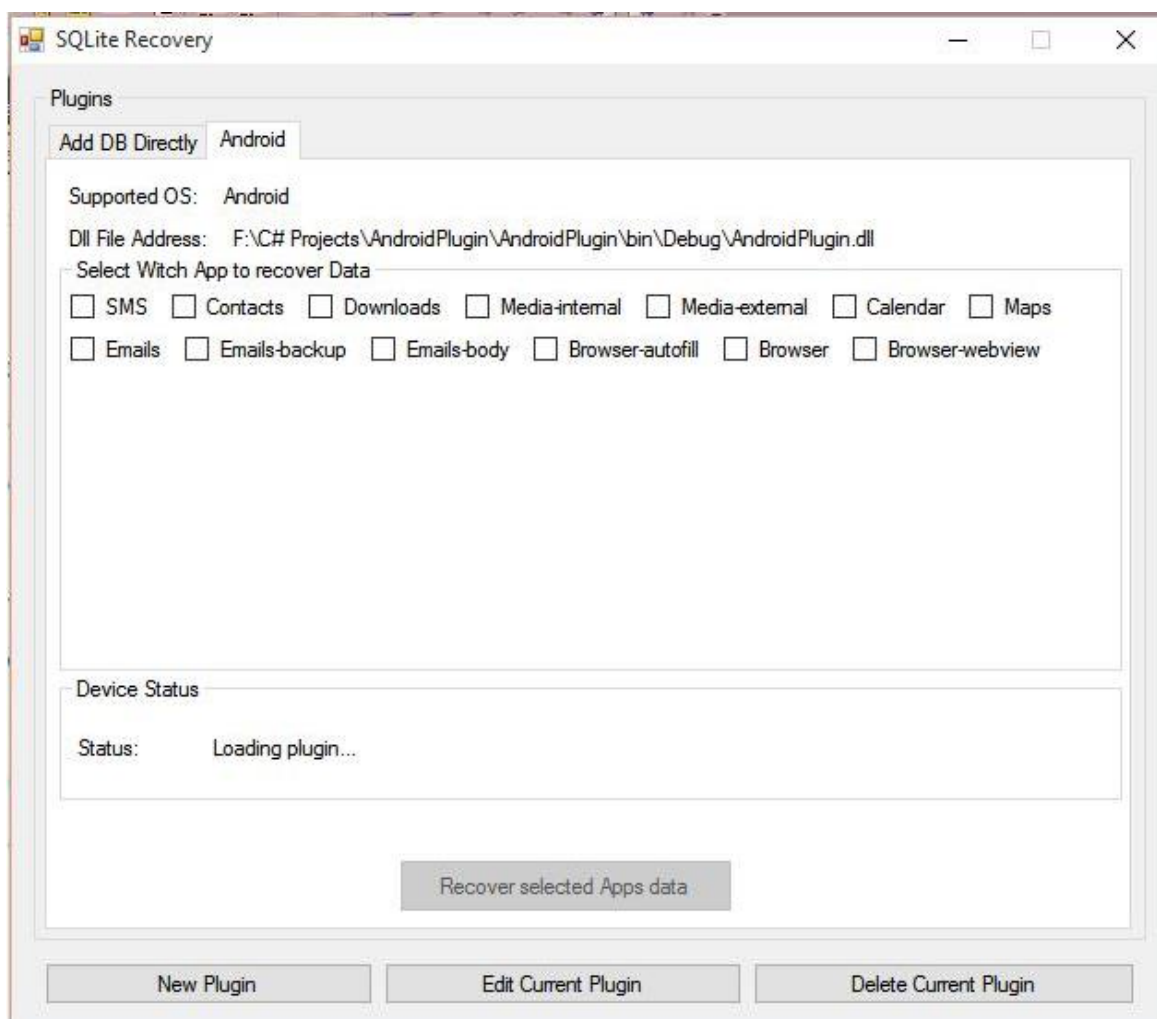 SQLite Recovery
Plugins
Add DB Directly Android
Supported OS: Android
Dll File Address: F:\C# Projects\AndroidPlugin\AndroidPlugin\bin\Debug\AndroidPlugin.dll
Select Witch App to recover Data
SMS Contacts Downloads Media-internal Media-external Calendar Maps
Emails Emails-backup Emails-body Browser-autofill Browser Browser-webview
Device Status
Status: Loading plugin...
Recover selected Apps data
New Plugin Edit Current Plugin Delete Current Plugin